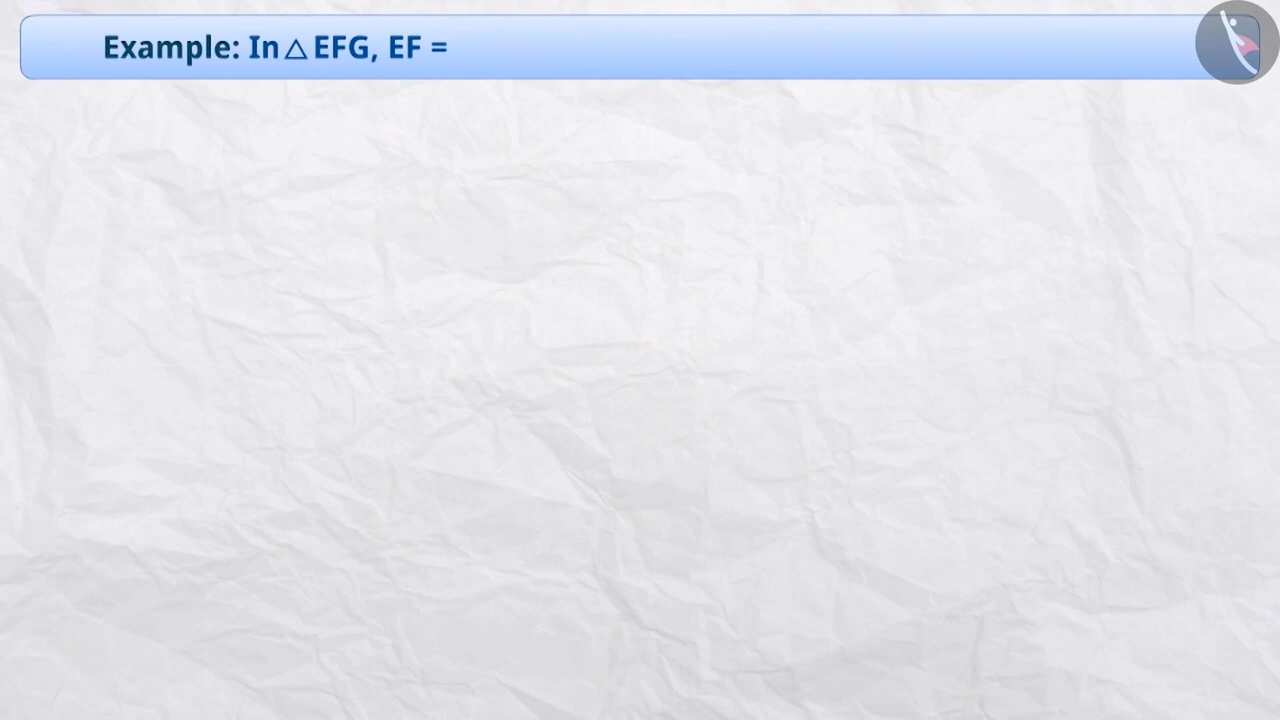 Example: In △ EFG, EF =